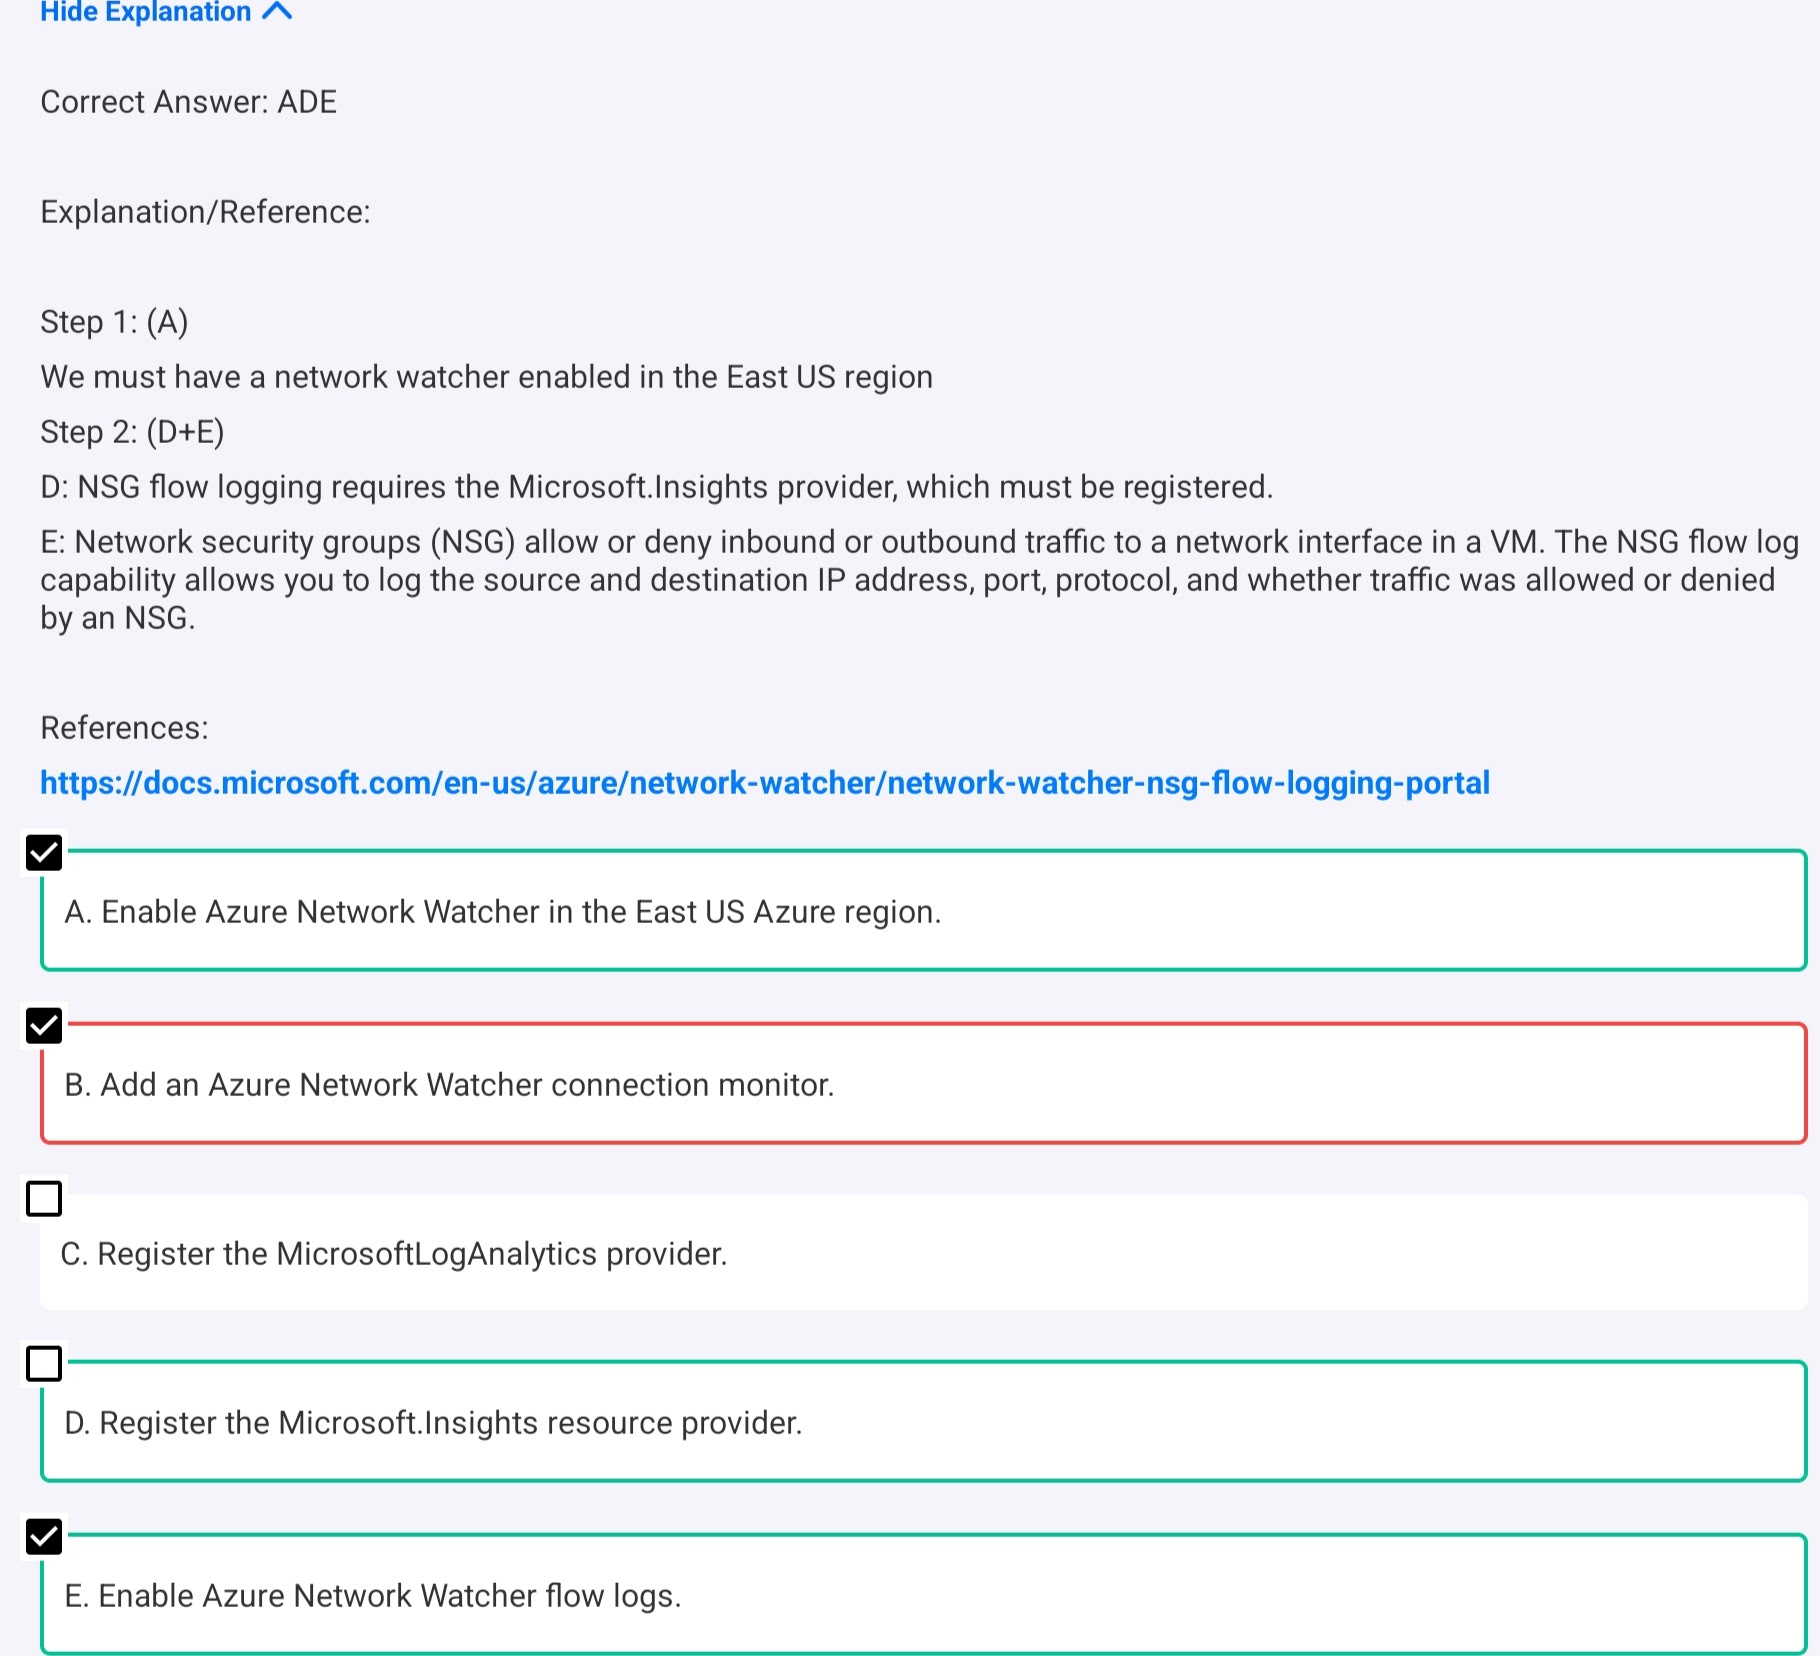 Hide Explanation
Correct Answer: ADE
Explanation/Reference:
Step 1: (A)
We must have a network watcher enabled in the East US region
Step 2: (D+E)
D: NSG flow logging requires the Microsoft.Insights provider, which must be registered.
E: Network security groups (NSG) allow or deny inbound or outbound traffic to a network interface in a VM. The NSG flow log
capability allows you to log the source and destination IP address, port, protocol, and whether traffic was allowed or denied
by an NSG.
References:
https://docs.microsoft.com/en-us/azure/network-watcher/network-watcher-nsg-flow-logging-portal
A. Enable Azure Network Watcher in the East US Azure region.
B. Add an Azure Network Watcher connection monitor.
C. Register the MicrosoftLogAnalytics provider.
D. Register the Microsoft.Insights resource provider.
E. Enable Azure Network Watcher flow logs.